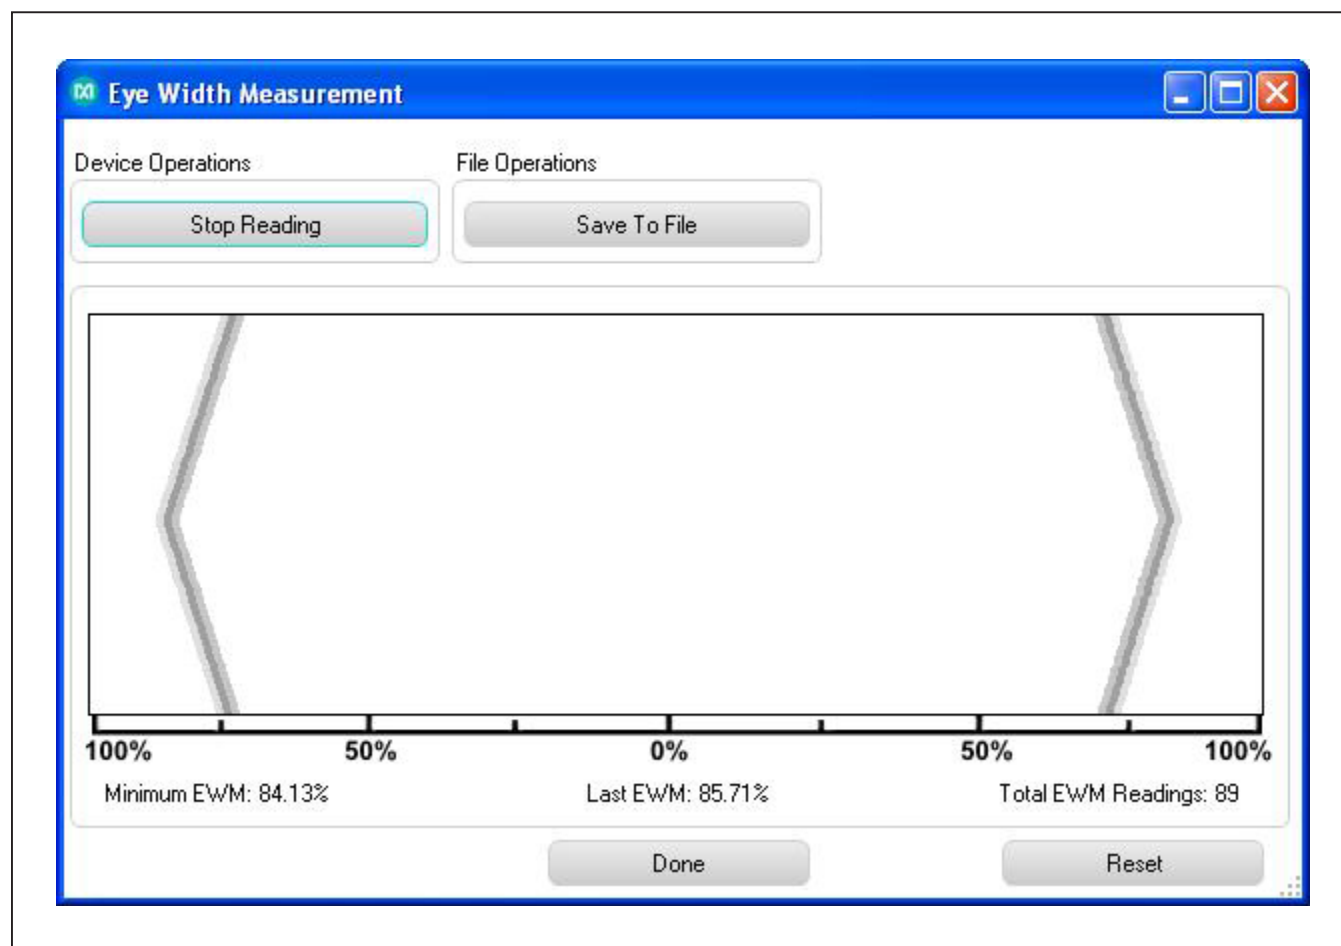 Eye Width Measurement
Device Operations
File Operations
Stop Reading
Save To File
100% 50% 0% 50% 100%
Minimum EWM: 84.13% Last EWM: 85.71% Total EWM Readings: 89
Done
Reset